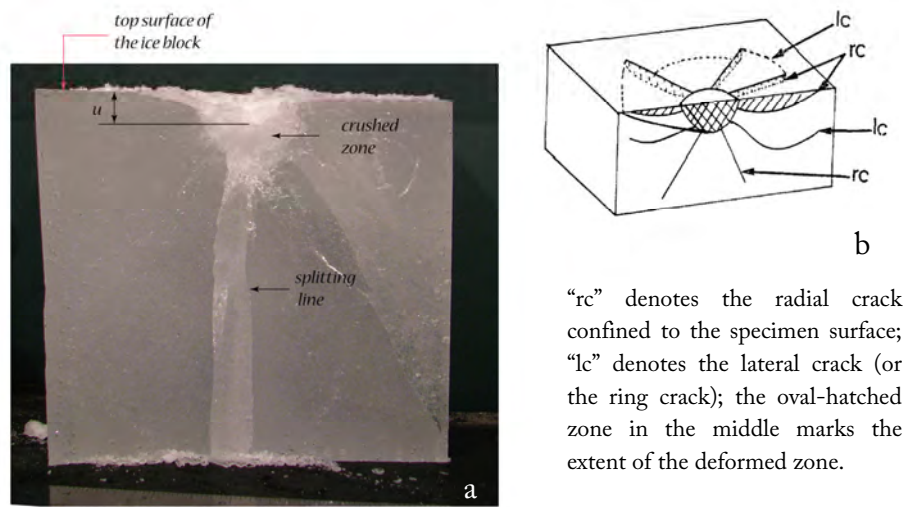 top surface of
the ice block
u
crushed
zone
splitting
line
a
lc
rc
lc
rc
b
“rc” denotes the radial crack
confined to the specimen surface;
“lc” denotes the lateral crack (or
the ring crack); the oval-hatched
zone in the middle marks the
extent of the deformed zone.